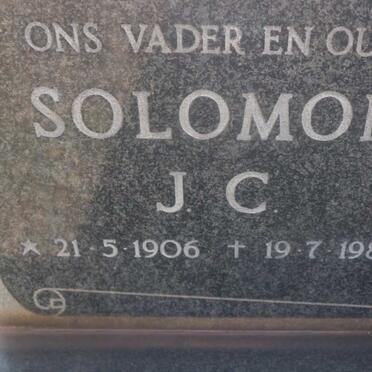 ONS VADER EN OU
SOLOMO
J. C.
* 21·5·1906 † 19·7·198